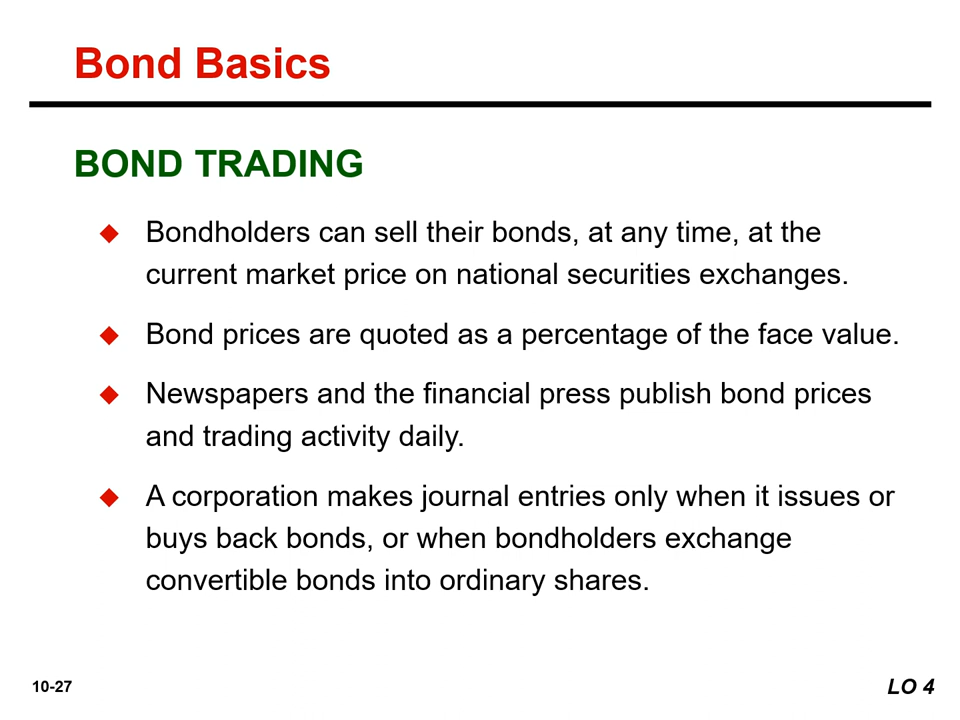 Bond Basics
BOND TRADING
Bondholders can sell their bonds, at any time, at the
current market price on national securities exchanges.
Bond prices are quoted as a percentage of the face value.
Newspapers and the financial press publish bond prices
and trading activity daily.
A corporation makes journal entries only when it issues or
buys back bonds, or when bondholders exchange
convertible bonds into ordinary shares.
10-27
LO 4